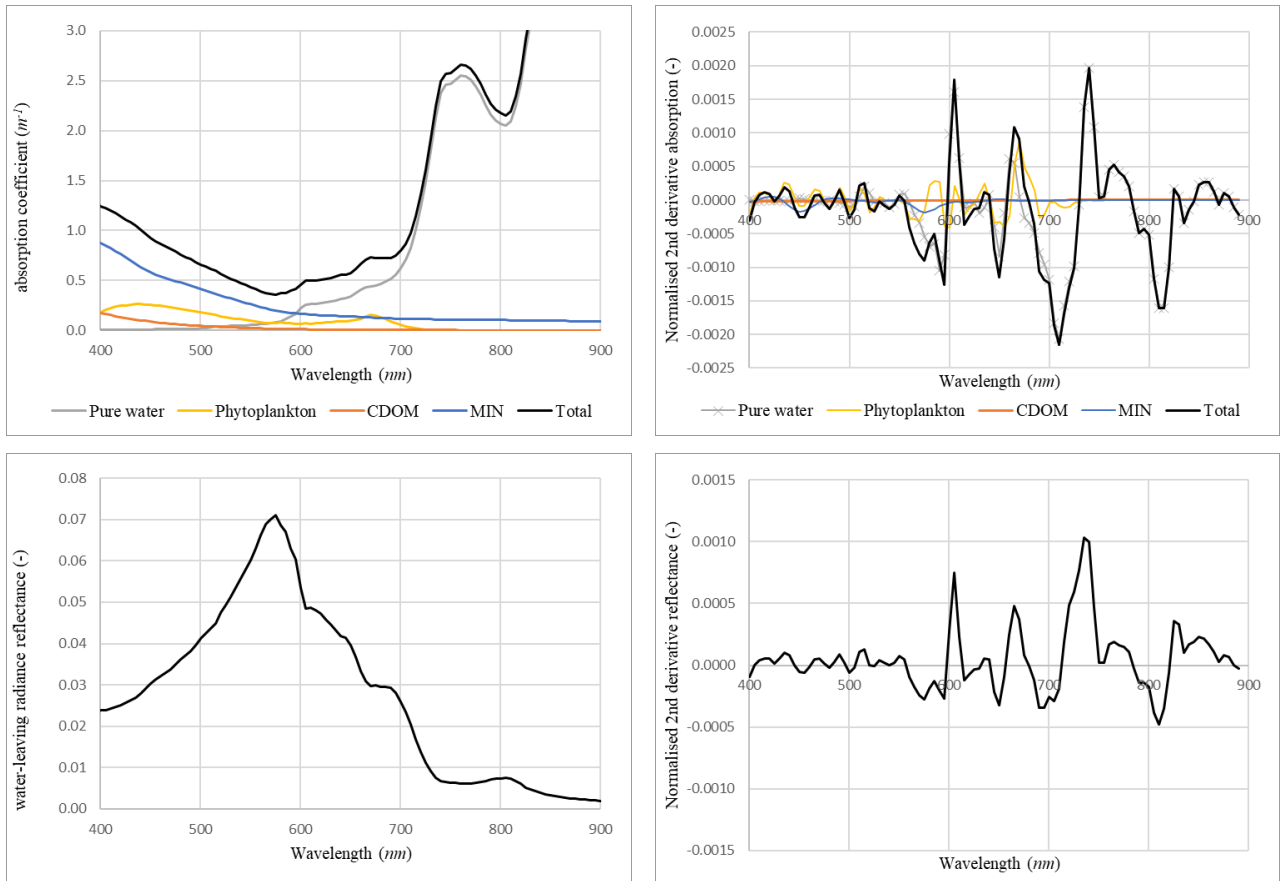 absorption coefficient (m⁻¹)
3.0
2.5
2.0
1.5
1.0
0.5
0.0
400 500 600 700 800 900
Wavelength (nm)
Pure water Phytoplankton CDOM MIN Total
Normalised 2nd derivative absorption (-)
0.0025
0.0020
0.0015
0.0010
0.0005
0.0000
-0.0005
-0.0010
-0.0015
-0.0020
-0.0025
400 500 600 700 800 900
Wavelength (nm)
Pure water Phytoplankton CDOM MIN Total
water-leaving radiance reflectance (-)
0.08
0.07
0.06
0.05
0.04
0.03
0.02
0.01
0.00
400 500 600 700 800 900
Wavelength (nm)
Normalised 2nd derivative reflectance (-)
0.0015
0.0010
0.0005
0.0000
-0.0005
-0.0010
-0.0015
400 500 600 700 800 900
Wavelength (nm)